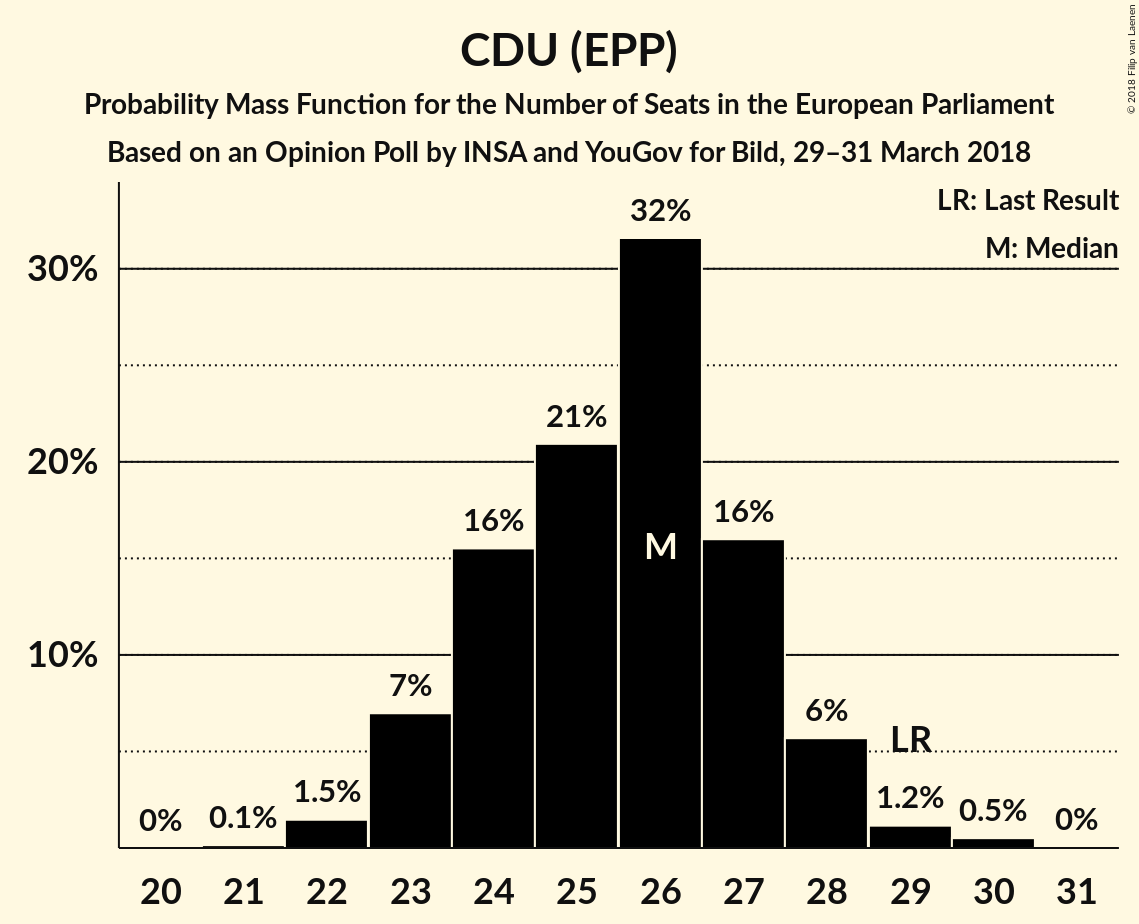 CDU (EPP)
Probability Mass Function for the Number of Seats in the European Parliament
Based on an Opinion Poll by INSA and YouGov for Bild, 29–31 March 2018
© 2018 Filip van Laenen
LR: Last Result
M: Median
30%
20%
10%
0%
0.1%
1.5%
7%
16%
21%
32%
M
16%
6%
LR
1.2%
0.5%
0%
20 21 22 23 24 25 26 27 28 29 30 31